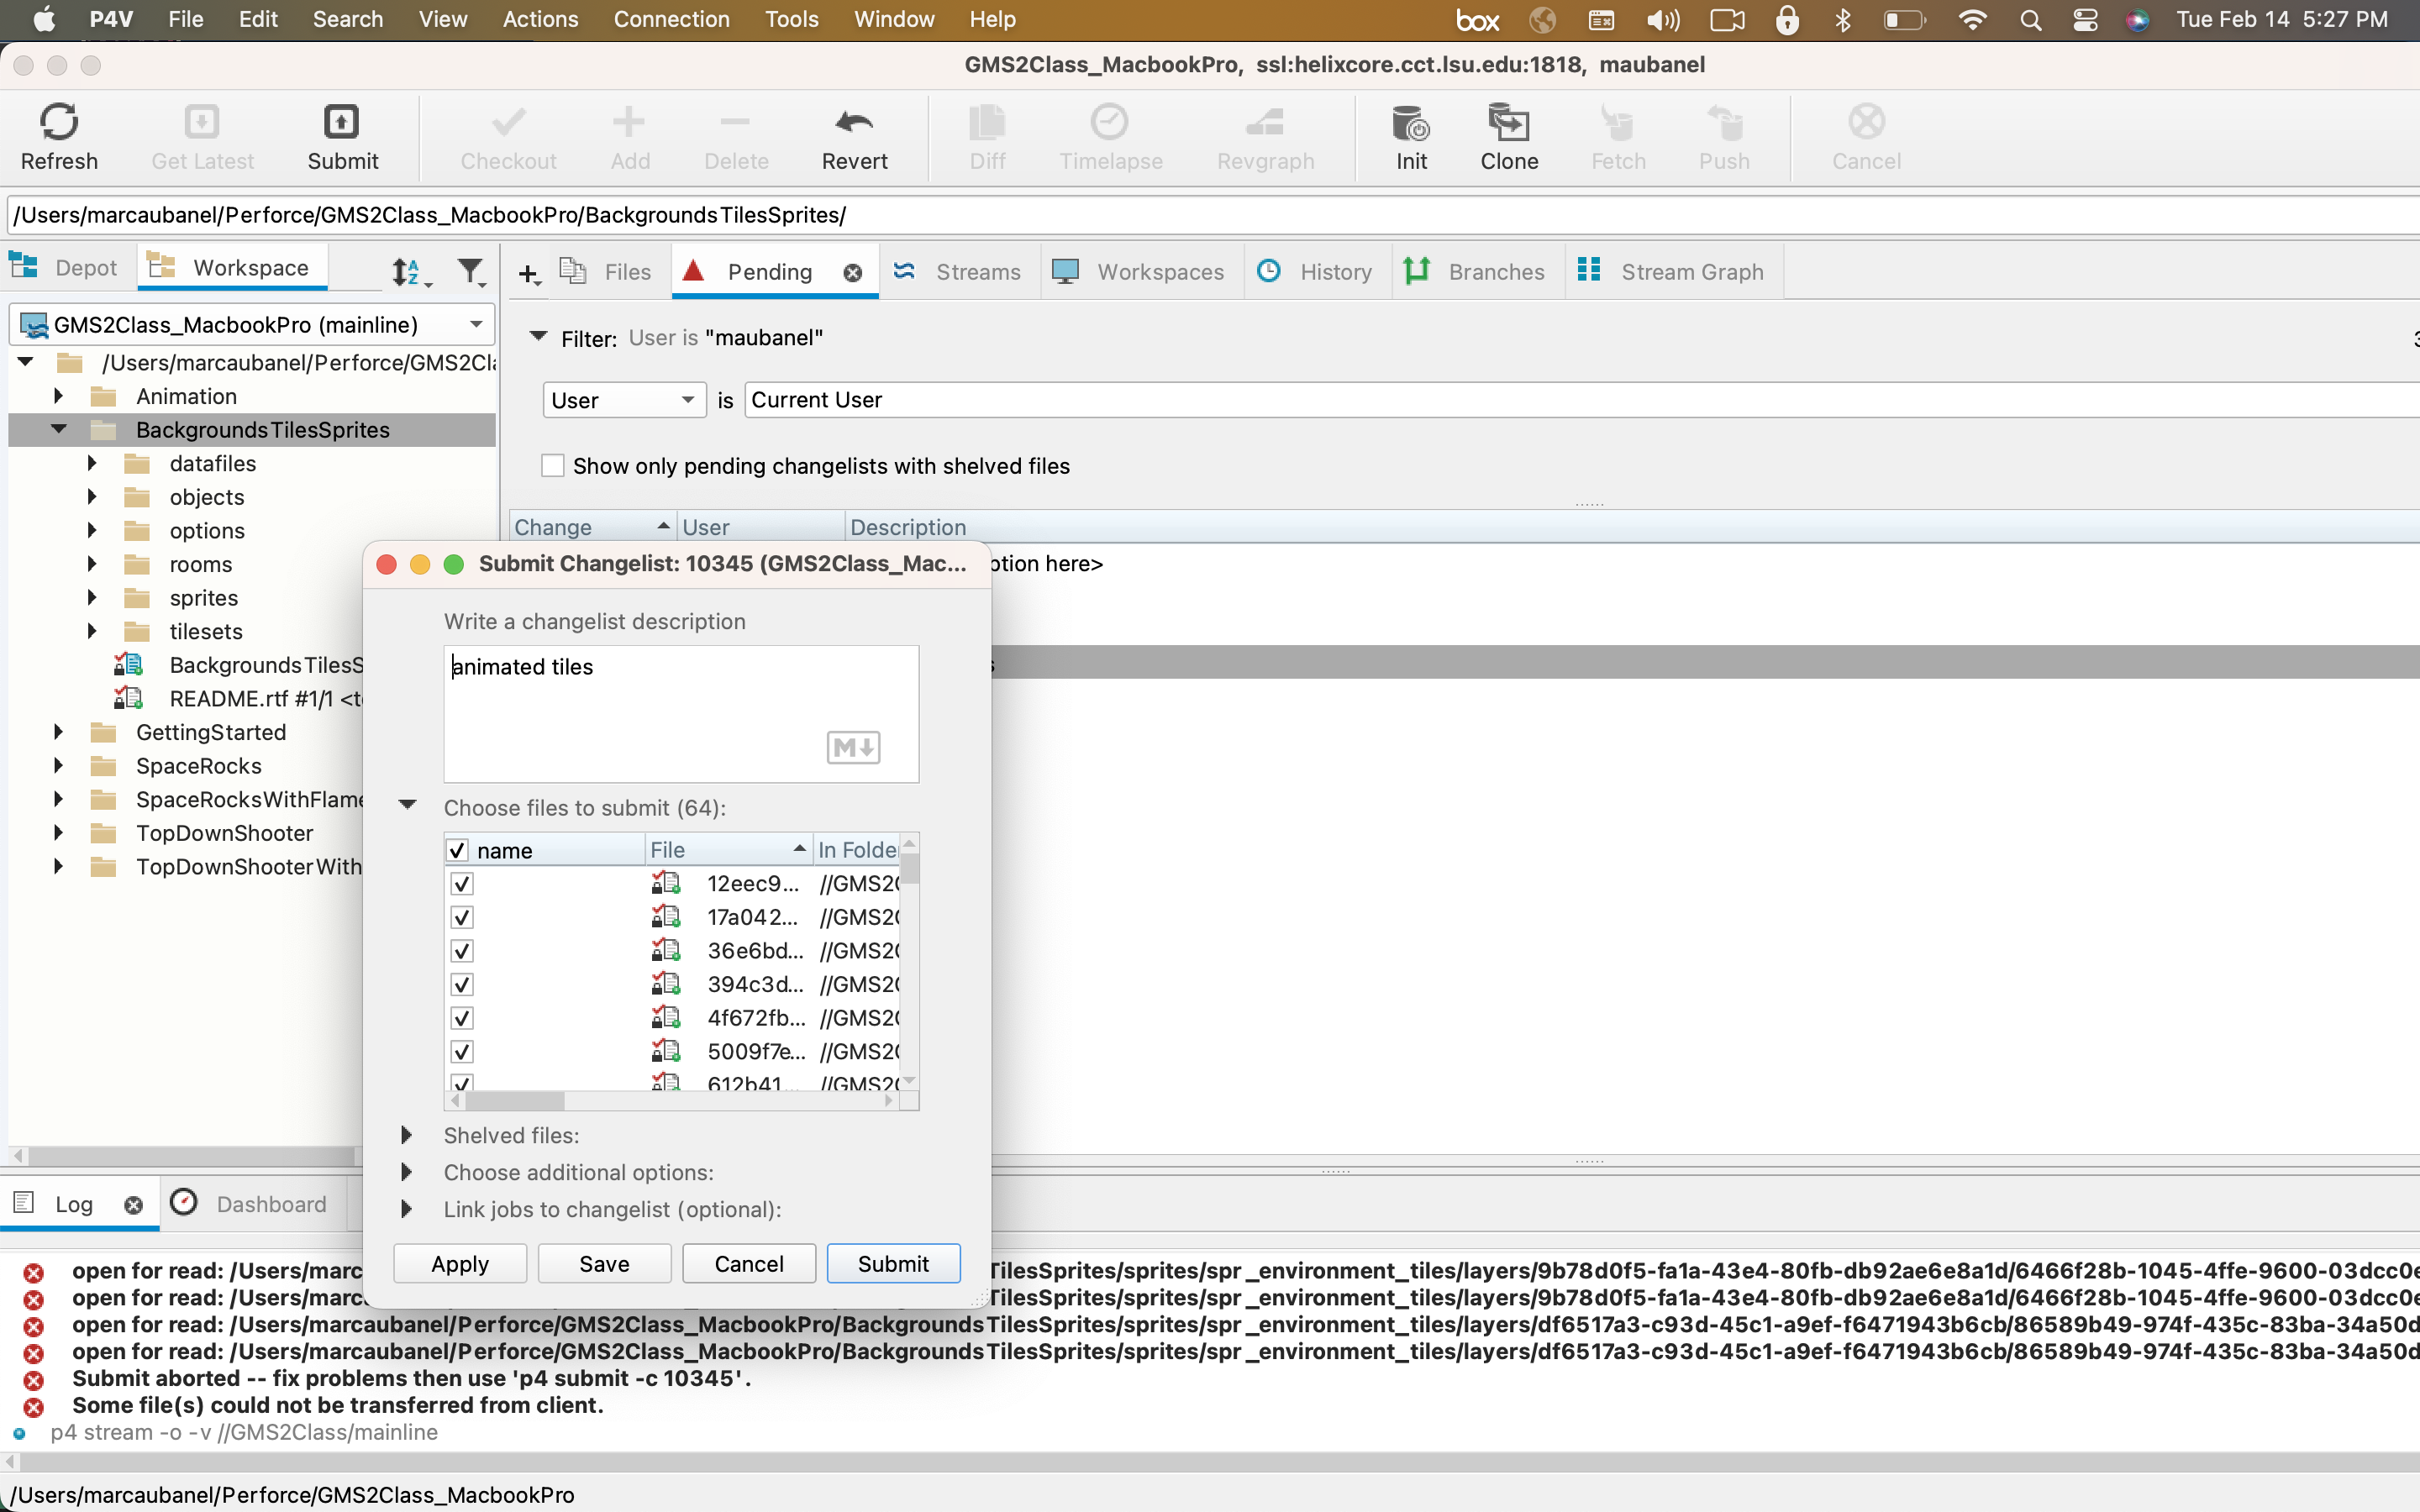 P4V File Edit Search View Actions Connection Tools Window Help box Tue Feb 14 5:27 PM
GMS2Class_MacbookPro, ssl:helixcore.cct.lsu.edu:1818, maubanel
Refresh Get Latest Submit Checkout Add Delete Revert Diff Timelapse Revgraph Init Clone Fetch Push Cancel
/Users/marcaubanel/Perforce/GMS2Class_MacbookPro/BackgroundsTilesSprites/
Depot Workspace
Files Pending Streams Workspaces History Branches Stream Graph
GMS2Class_MacbookPro (mainline)
/Users/marcaubanel/Perforce/GMS2Cl
Animation
BackgroundsTilesSprites
datafiles
objects
options
rooms
sprites
tilesets
BackgroundsTilesS
README.rtf #1/1 <t
GettingStarted
SpaceRocks
SpaceRocksWithFlame
TopDownShooter
TopDownShooterWith
Filter: User is "maubanel"
User is Current User
Show only pending changelists with shelved files
Change User Description
ption here>
Submit Changelist: 10345 (GMS2Class_Mac...
Write a changelist description
animated tiles
M
Choose files to submit (64):
name File In Folde
12eec9... //GMS2
17a042... //GMS2
36e6bd... //GMS2
394c3d... //GMS2
4f672fb... //GMS2
5009f7e... //GMS2
612b41... //GMS2
Shelved files:
Choose additional options:
Link jobs to changelist (optional):
Apply Save Cancel Submit
Log Dashboard
open for read: /Users/marc TilesSprites/sprites/spr_environment_tiles/layers/9b78d0f5-fa1a-43e4-80fb-db92ae6e8a1d/6466f28b-1045-4ffe-9600-03dcc0e
open for read: /Users/marc TilesSprites/sprites/spr_environment_tiles/layers/9b78d0f5-fa1a-43e4-80fb-db92ae6e8a1d/6466f28b-1045-4ffe-9600-03dcc0e
open for read: /Users/marcaubanel/Perforce/GMS2Class_MacbookPro/BackgroundsTilesSprites/sprites/spr_environment_tiles/layers/df6517a3-c93d-45c1-a9ef-f6471943b6cb/86589b49-974f-435c-83ba-34a50d
open for read: /Users/marcaubanel/Perforce/GMS2Class_MacbookPro/BackgroundsTilesSprites/sprites/spr_environment_tiles/layers/df6517a3-c93d-45c1-a9ef-f6471943b6cb/86589b49-974f-435c-83ba-34a50d
Submit aborted -- fix problems then use 'p4 submit -c 10345'.
Some file(s) could not be transferred from client.
p4 stream -o -v //GMS2Class/mainline
/Users/marcaubanel/Perforce/GMS2Class_MacbookPro